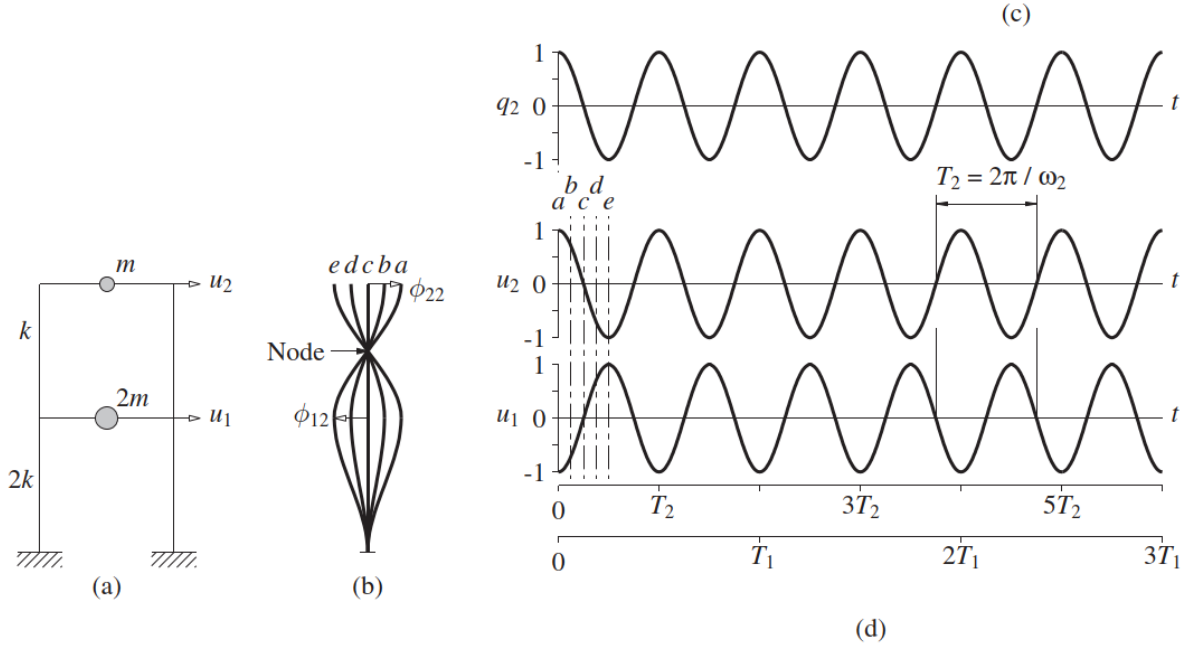 (c)
1
q₂ 0 t
-1
T₂ = 2π / ω₂
b d
a c e
1
u₂ 0 t
-1
1
u₁ 0 t
-1
0 T₂ 3T₂ 5T₂
0 T₁ 2T₁ 3T₁
(d)
m
u₂
k
2m
u₁
2k
(a)
e d c b a
ϕ₂₂
Node
ϕ₁₂
(b)